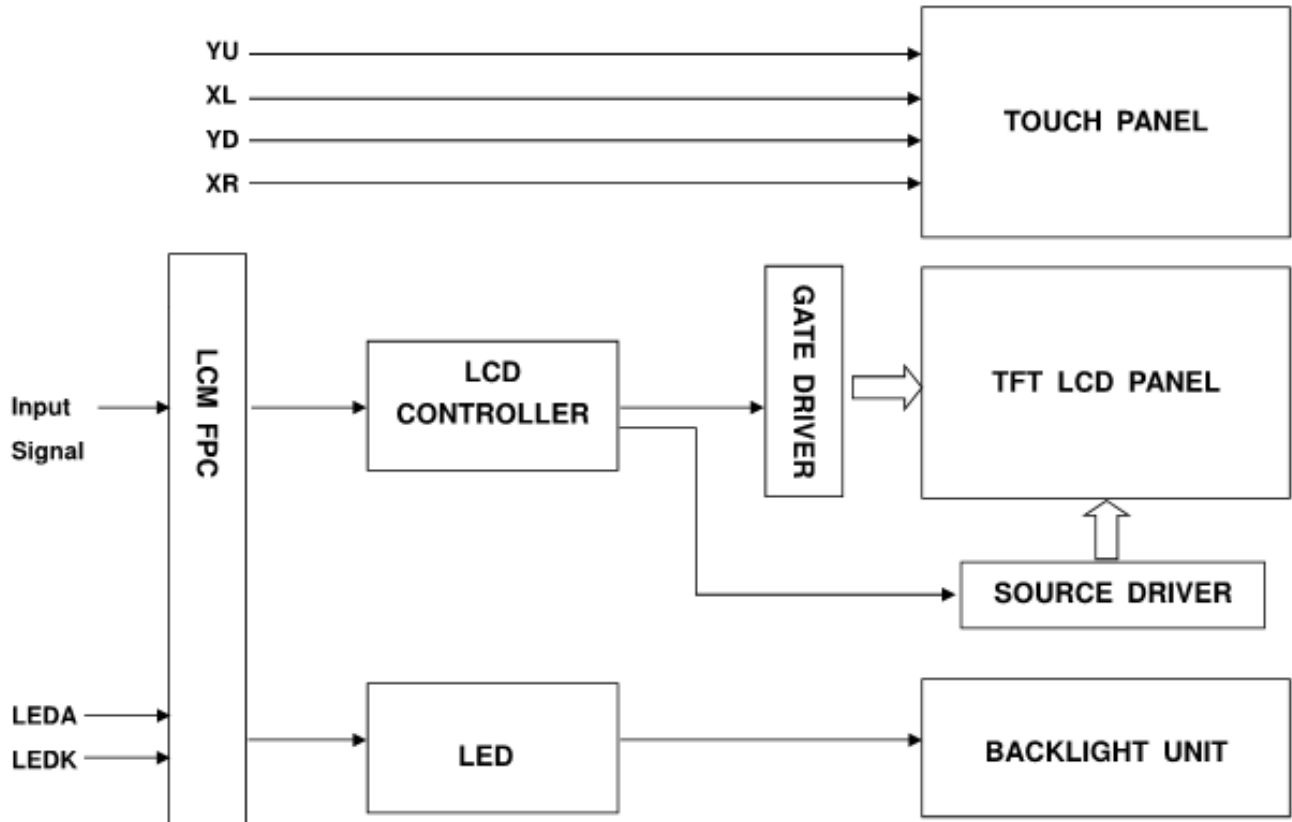 YU
XL
YD
XR
TOUCH PANEL
Input
Signal
LCM FPC
LCD
CONTROLLER
GATE DRIVER
TFT LCD PANEL
SOURCE DRIVER
LEDA
LEDK
LED
BACKLIGHT UNIT